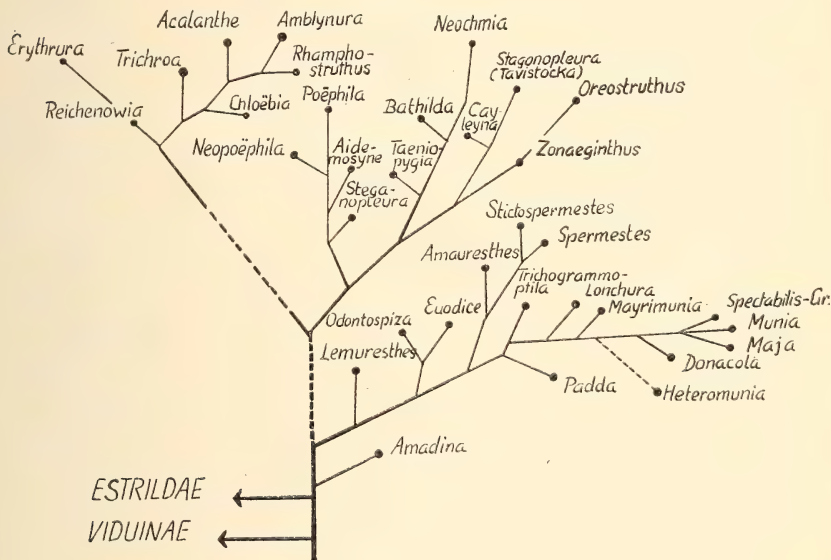 Acalanthe
Amblynura
Neochmia
Erythrura
Trichroa
Rhampho-
struthus
Stagonopleura
(Tavistocka)
Oreostruthus
Reichenowia
Chloëbia
Poëphila
Bathilda
Cay-
leyna
Neopoëphila
Aide-
mosyne
Taenio-
pygia
Zonaeginthus
Stega-
nopleura
Stictospermestes
Spermestes
Amauresthes
Trichogrammo-
ptila
Lonchura
Mayrimunia
Spectabilis-Gr.
Odontospiza
Euodice
Munia
Lemuresthes
Maja
Donacola
Padda
Heteromunia
Amadina
ESTRILDAE
VIDUINAE